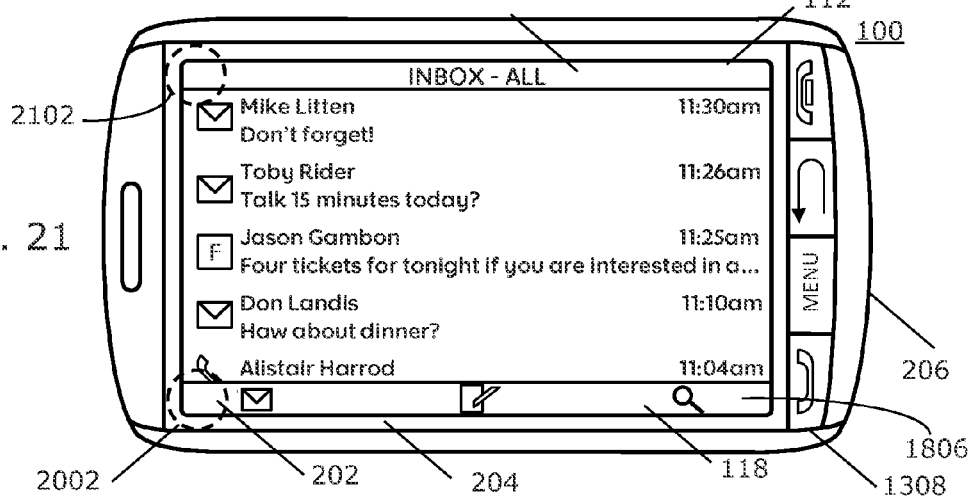 112
100
INBOX - ALL
2102
Mike Litten 11:30am
Don't forget!
Toby Rider 11:26am
Talk 15 minutes today?
. 21
Jason Gambon 11:25am
F
Four tickets for tonight if you are interested in a...
MENU
Don Landis 11:10am
Haw about dinner?
206
Alistair Harrod 11:04am
1806
2002
202
204
118
1308